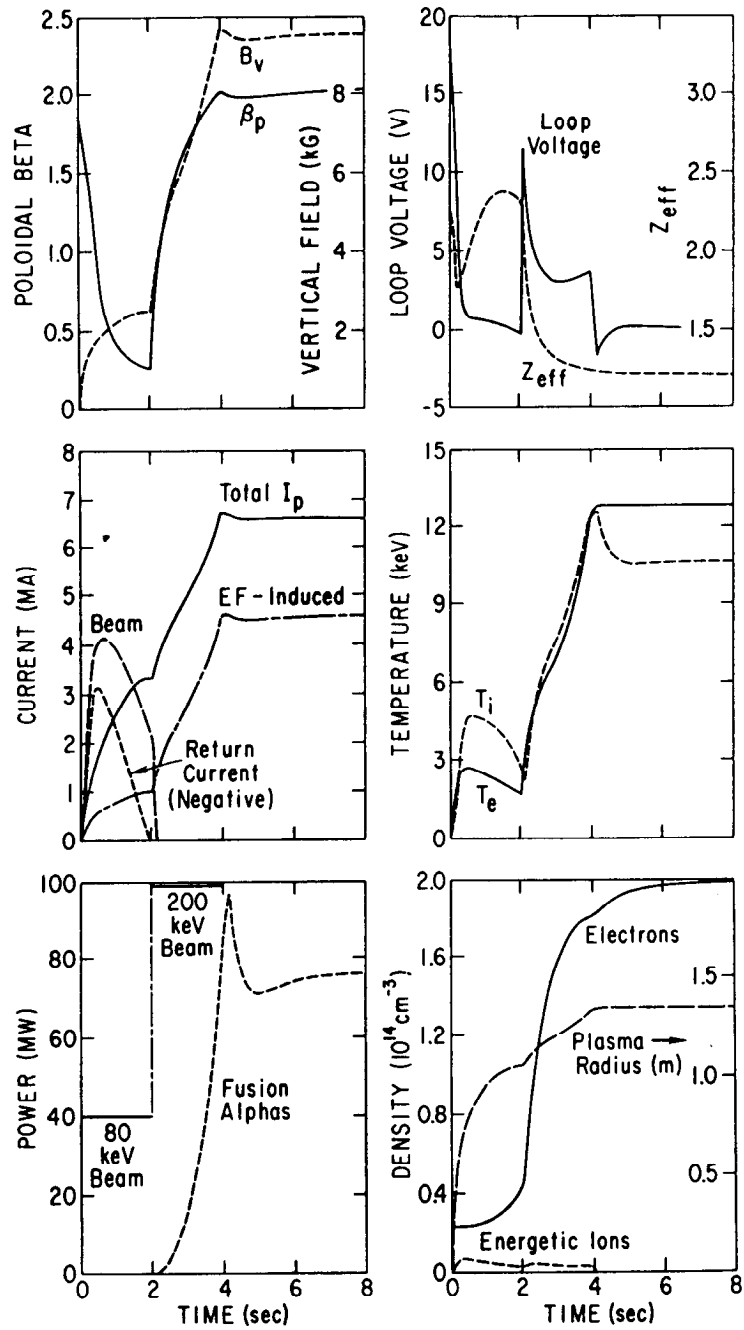 2.5
2.0
1.5
1.0
0.5
0
POLOIDAL BETA
B_v
β_p
8
6
4
2
0
VERTICAL FIELD (kG)
20
15
10
5
0
-5
LOOP VOLTAGE (V)
Loop
Voltage
Z_eff
3.0
2.5
2.0
1.5
Z_eff
8
7
6
5
4
3
2
1
0
CURRENT (MA)
Total I_p
EF-Induced
Beam
Return
Current
(Negative)
15
12
9
6
3
0
TEMPERATURE (keV)
T_i
T_e
100
80
60
40
20
0
POWER (MW)
200
keV
Beam
80
keV
Beam
Fusion
Alphas
0 2 4 6 8
TIME (sec)
2.0
1.6
1.2
0.8
0.4
0
DENSITY (10^14 cm^-3)
Electrons
Plasma →
Radius (m)
Energetic Ions
1.5
1.0
0.5
0 2 4 6 8
TIME (sec)